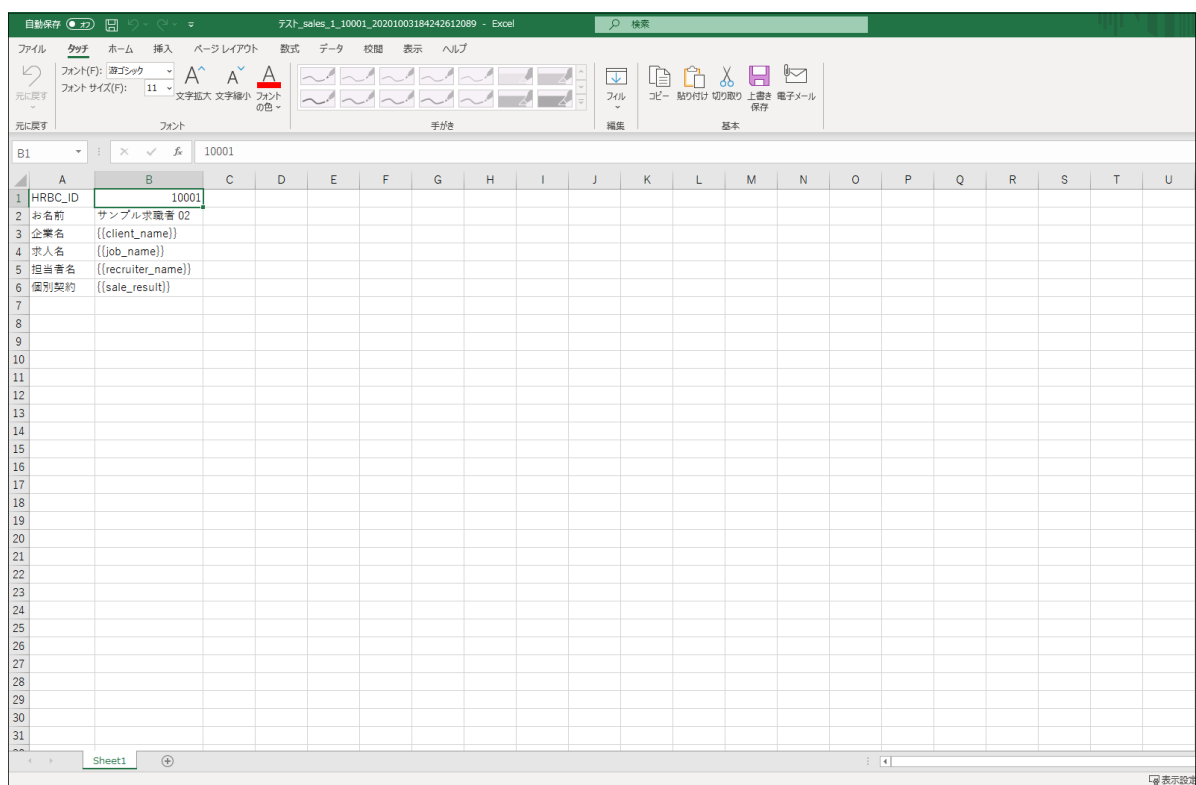 自動保存 オフ テスト_sales_1_10001_20201003184242612089 - Excel 検索
ファイル タッチ ホーム 挿入 ページ レイアウト 数式 データ 校閲 表示 ヘルプ
元に戻す フォント(F): 游ゴシック
フォント サイズ(F): 11
文字拡大 文字縮小 フォントの色 フィル コピー 貼り付け 切り取り 上書き保存 電子メール
元に戻す フォント 手がき 編集 基本
B1 fx 10001
A B C D E F G H I J K L M N O P Q R S T U
1 HRBC_ID 10001
2 お名前 サンプル求職者 02
3 企業名 {{client_name}}
4 求人名 {{job_name}}
5 担当者名 {{recruiter_name}}
6 個別契約 {{sale_result}}
7
8
9
10
11
12
13
14
15
16
17
18
19
20
21
22
23
24
25
26
27
28
29
30
31
Sheet1
表示設定